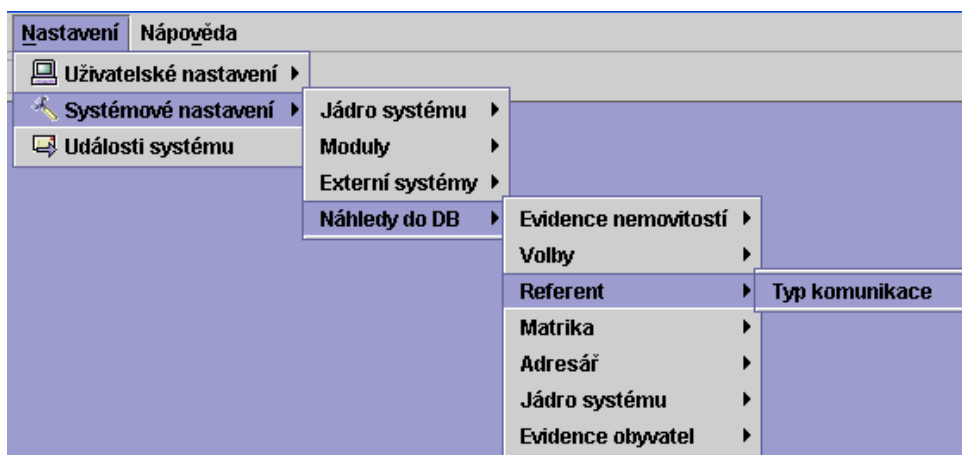 Nastavení Nápověda
Uživatelské nastavení
Systémové nastavení Jádro systému
Události systému Moduly
Externí systémy
Náhledy do DB Evidence nemovitostí
Volby
Referent Typ komunikace
Matrika
Adresář
Jádro systému
Evidence obyvatel